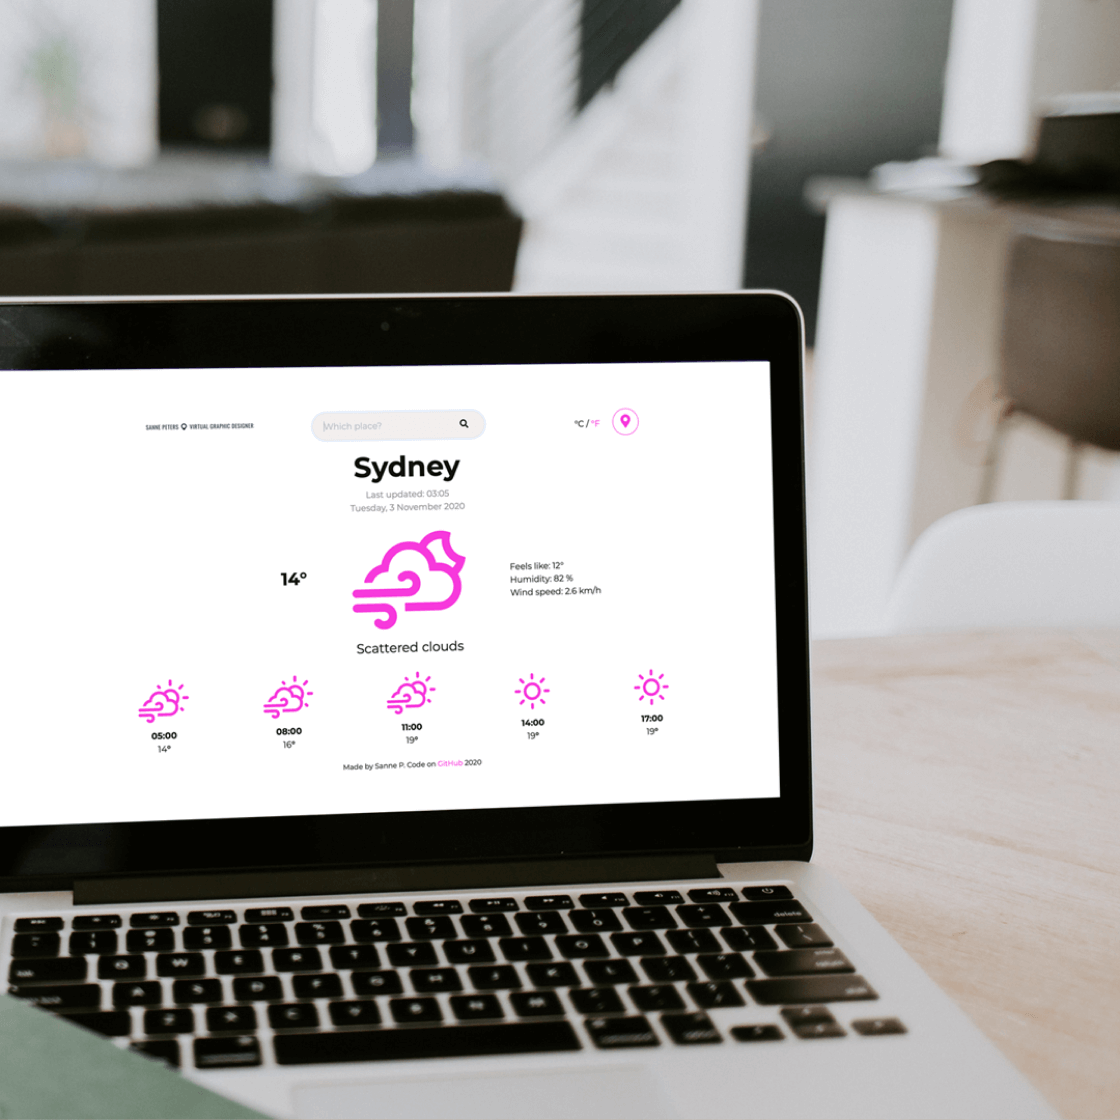 SANNE PETERS VIRTUAL GRAPHIC DESIGNER
Which place?
°C / °F
Sydney
Last updated: 03:05
Tuesday, 3 November 2020
14°
Feels like: 12°
Humidity: 82 %
Wind speed: 2.6 km/h
Scattered clouds
05:00
14°
08:00
16°
11:00
19°
14:00
19°
17:00
19°
Made by Sanne P. Code on GitHub 2020
delete